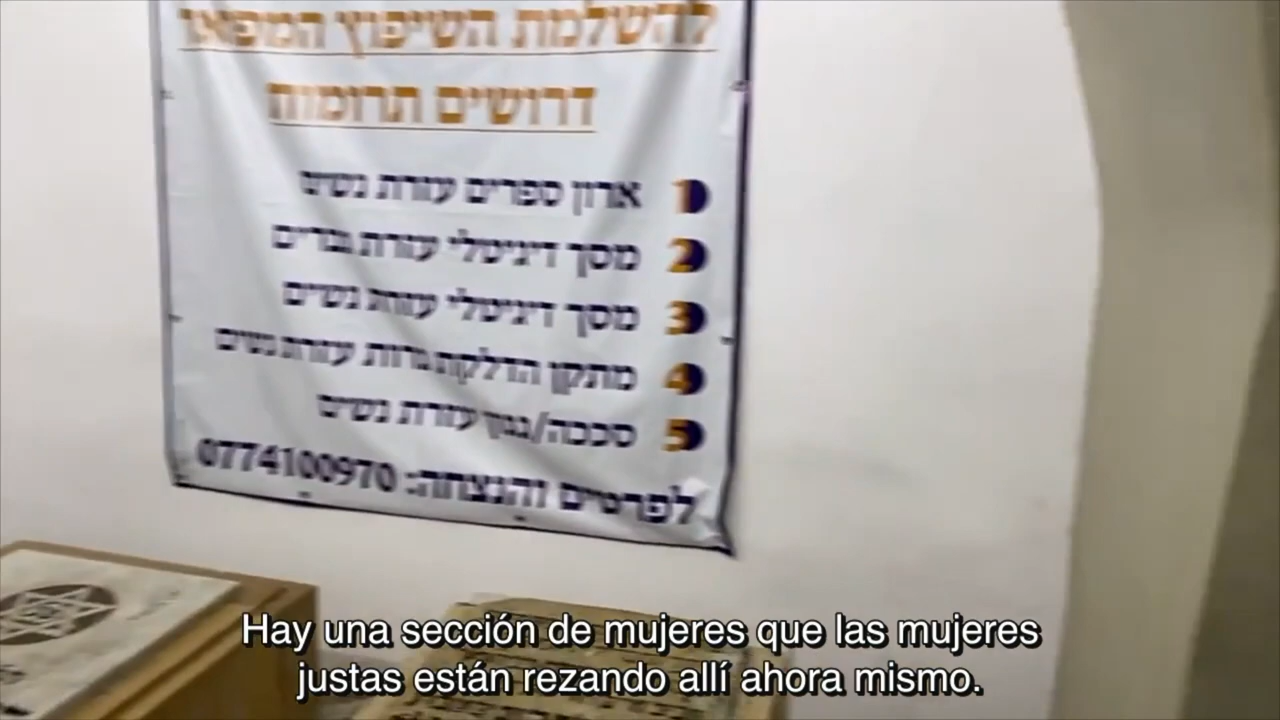 להשלמת השייפוץ המפואר
דרושים תרומות
1 ארון ספרים עזרת נשים
2 מסך דיגיטלי עזרת גברים
3 מסך דיגיטלי עזרת נשים
4 מתקן הדלקת נרות עזרת נשים
5 סככה/גגון עזרת נשים
לפרטים והנצחה: 0774100970
Hay una sección de mujeres que las mujeres
justas están rezando allí ahora mismo.